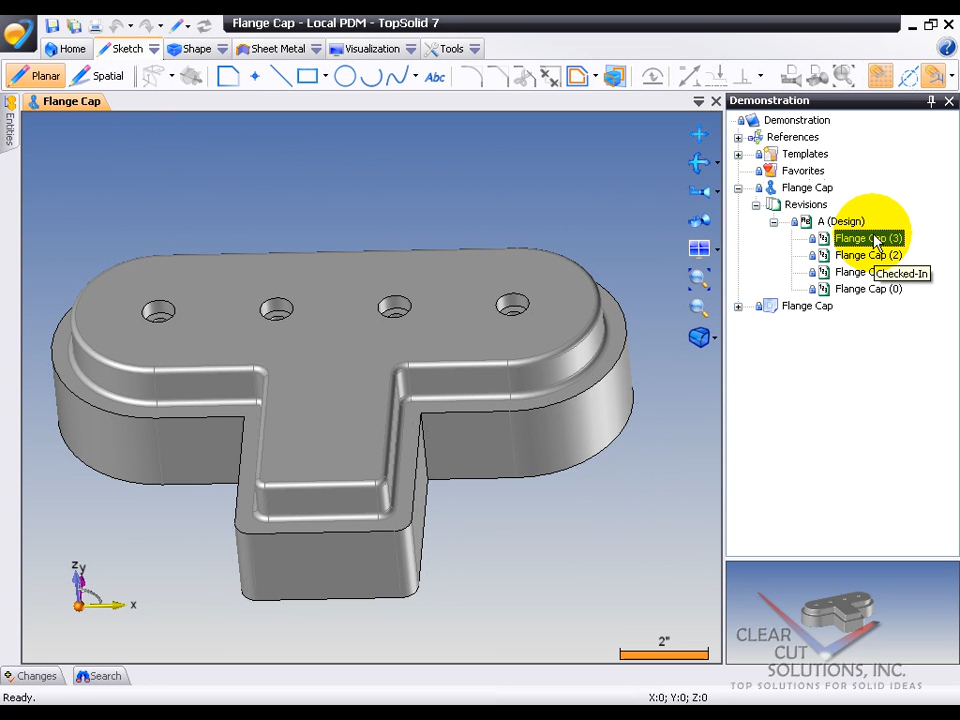 Flange Cap - Local PDM - TopSolid 7
Home
Sketch
Shape
Sheet Metal
Visualization
Tools
Planar
Spatial
Abc
Flange Cap
Entities
Demonstration
Demonstration
References
Templates
Favorites
Flange Cap
Revisions
A (Design)
Flange Cap (3)
Flange Cap (2)
Flange C
Checked-In
Flange Cap (0)
Flange Cap
z
y
x
2"
CLEAR
CUT
SOLUTIONS, INC.
TOP SOLUTIONS FOR SOLID IDEAS
Changes
Search
Ready.
X:0; Y:0; Z:0